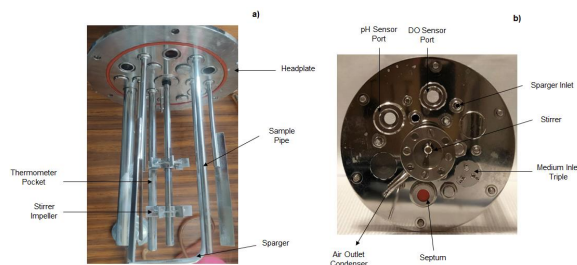 a)
Headplate
Sample
Pipe
Thermometer
Pocket
Stirrer
Impeller
Sparger
b)
pH Sensor
Port
DO Sensor
Port
Sparger Inlet
Stirrer
Medium Inlet
Triple
Air Outlet
Condenser
Septum